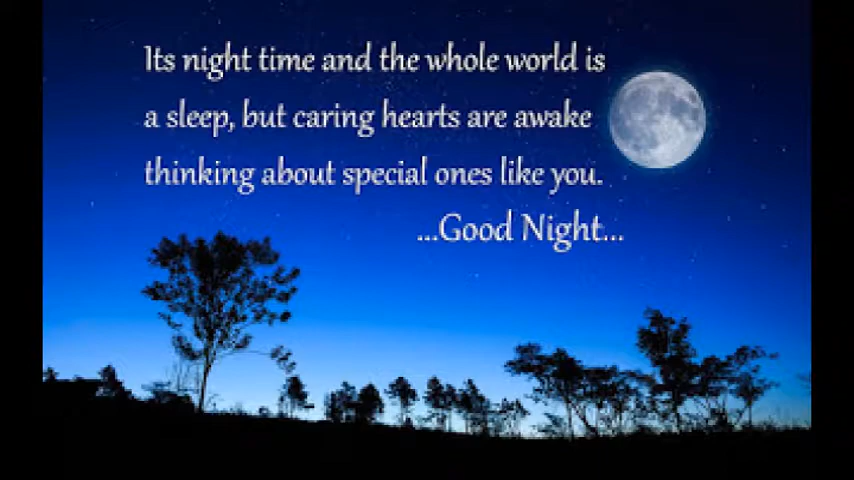 Its night time and the whole world is
a sleep, but caring hearts are awake
thinking about special ones like you.
...Good Night...